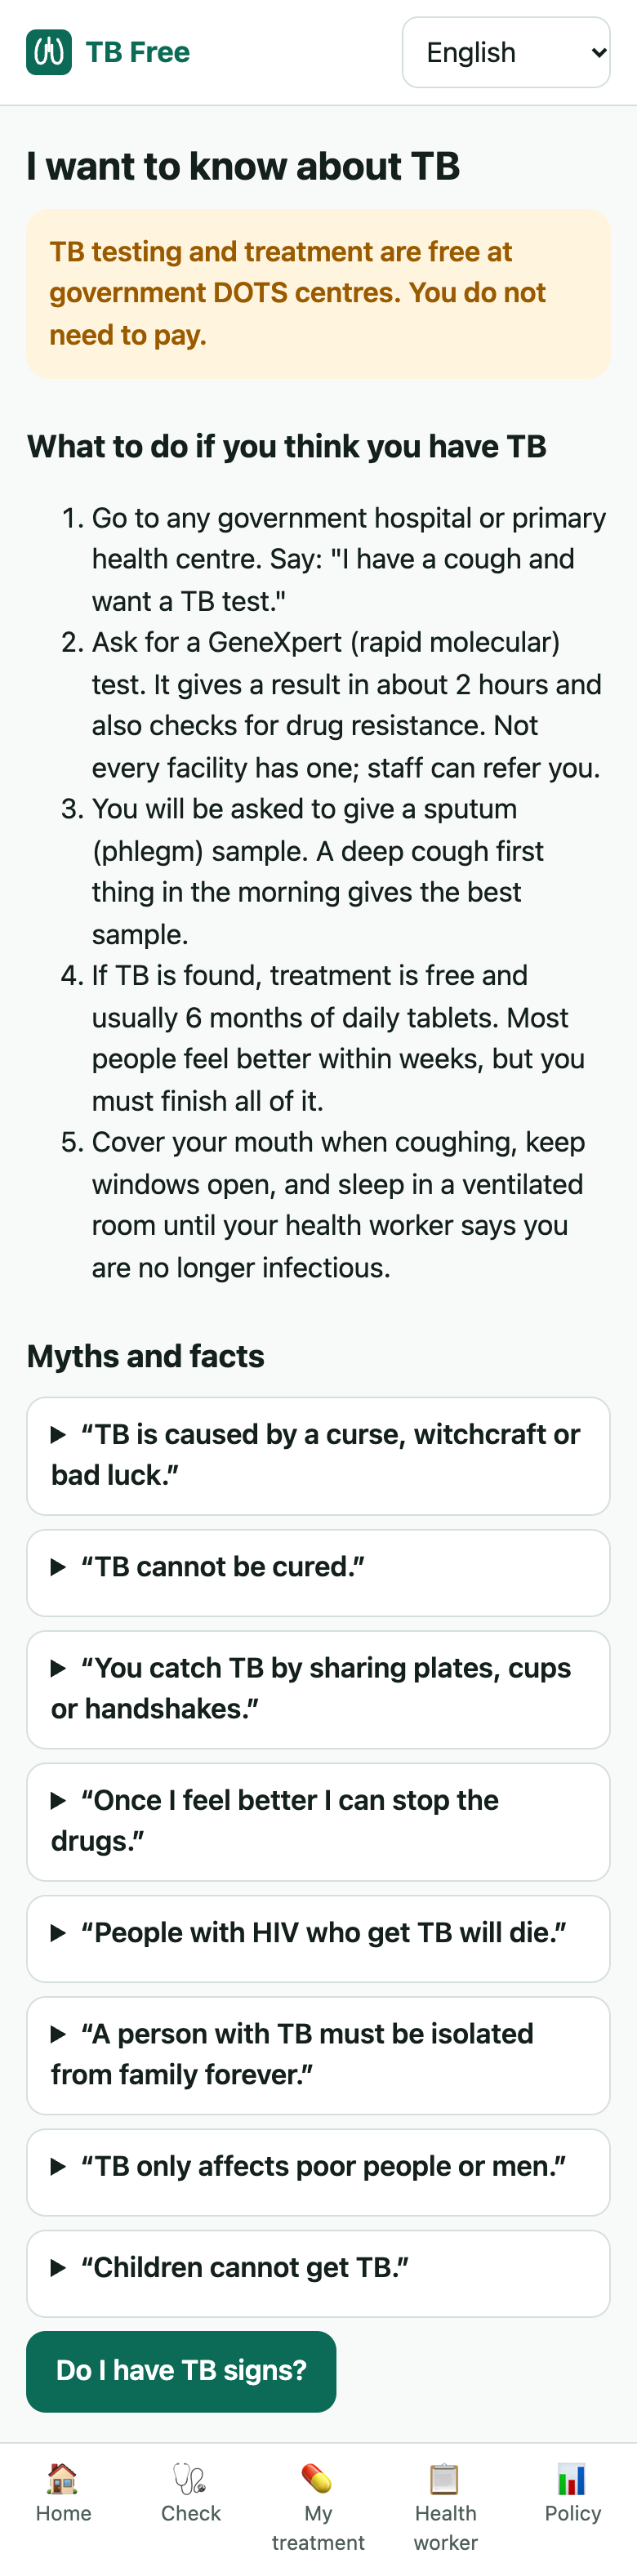 TB Free
English
I want to know about TB
TB testing and treatment are free at
government DOTS centres. You do not
need to pay.
What to do if you think you have TB
1. Go to any government hospital or primary
health centre. Say: "I have a cough and
want a TB test."
2. Ask for a GeneXpert (rapid molecular)
test. It gives a result in about 2 hours and
also checks for drug resistance. Not
every facility has one; staff can refer you.
3. You will be asked to give a sputum
(phlegm) sample. A deep cough first
thing in the morning gives the best
sample.
4. If TB is found, treatment is free and
usually 6 months of daily tablets. Most
people feel better within weeks, but you
must finish all of it.
5. Cover your mouth when coughing, keep
windows open, and sleep in a ventilated
room until your health worker says you
are no longer infectious.
Myths and facts
“TB is caused by a curse, witchcraft or
bad luck.”
“TB cannot be cured.”
“You catch TB by sharing plates, cups
or handshakes.”
“Once I feel better I can stop the
drugs.”
“People with HIV who get TB will die.”
“A person with TB must be isolated
from family forever.”
“TB only affects poor people or men.”
“Children cannot get TB.”
Do I have TB signs?
Home
Check
My
treatment
Health
worker
Policy